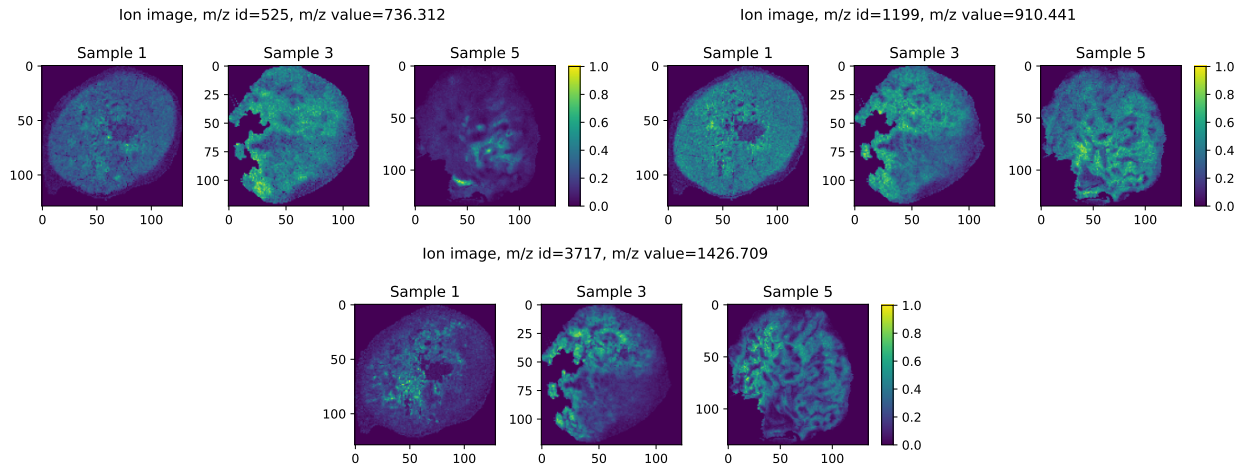 Ion image, m/z id=525, m/z value=736.312
Sample 1 Sample 3 Sample 5
0 0 0 1.0
25 0.8
50 50 50 0.6
75 0.4
100 100 100 0.2
0.0
0 50 100 0 50 100 0 50 100
Ion image, m/z id=1199, m/z value=910.441
Sample 1 Sample 3 Sample 5
0 0 0 1.0
25 0.8
50 50 50 0.6
75 0.4
100 100 100 0.2
0.0
0 50 100 0 50 100 0 50 100
Ion image, m/z id=3717, m/z value=1426.709
Sample 1 Sample 3 Sample 5
0 0 0 1.0
25 0.8
50 50 50 0.6
75 0.4
100 100 100 0.2
0.0
0 50 100 0 50 100 0 50 100